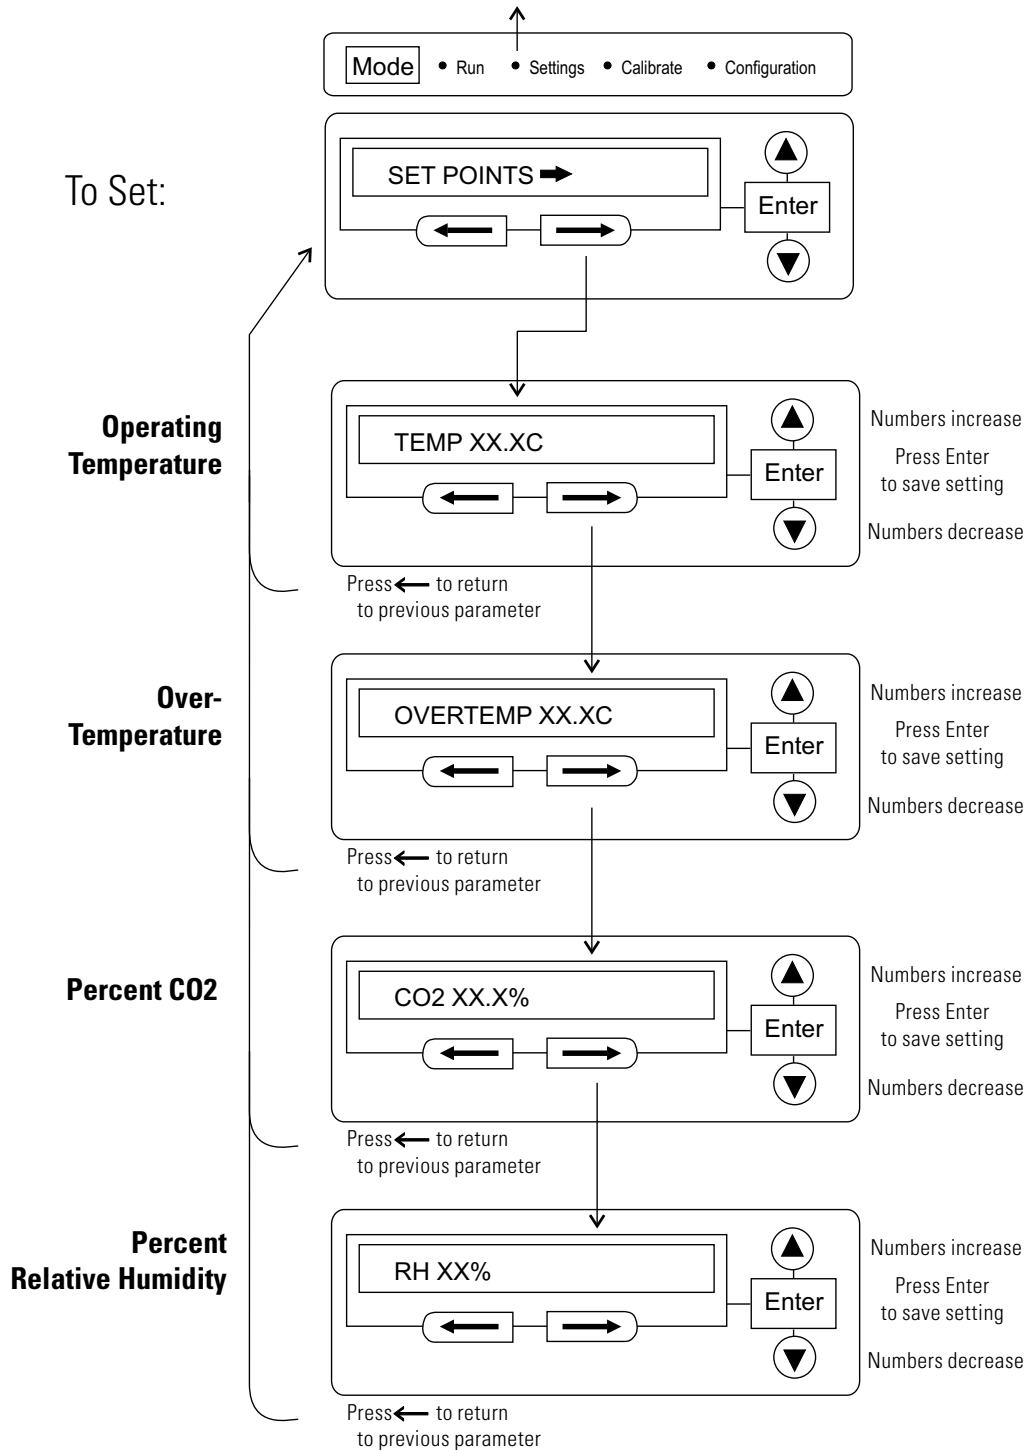 Mode • Run • Settings • Calibrate • Configuration
To Set:
SET POINTS ➡
Enter
Operating
Temperature
TEMP XX.XC
Enter
Numbers increase
Press Enter
to save setting
Numbers decrease
Press ← to return
to previous parameter
Over-
Temperature
OVERTEMP XX.XC
Enter
Numbers increase
Press Enter
to save setting
Numbers decrease
Press ← to return
to previous parameter
Percent CO2
CO2 XX.X%
Enter
Numbers increase
Press Enter
to save setting
Numbers decrease
Press ← to return
to previous parameter
Percent
Relative Humidity
RH XX%
Enter
Numbers increase
Press Enter
to save setting
Numbers decrease
Press ← to return
to previous parameter